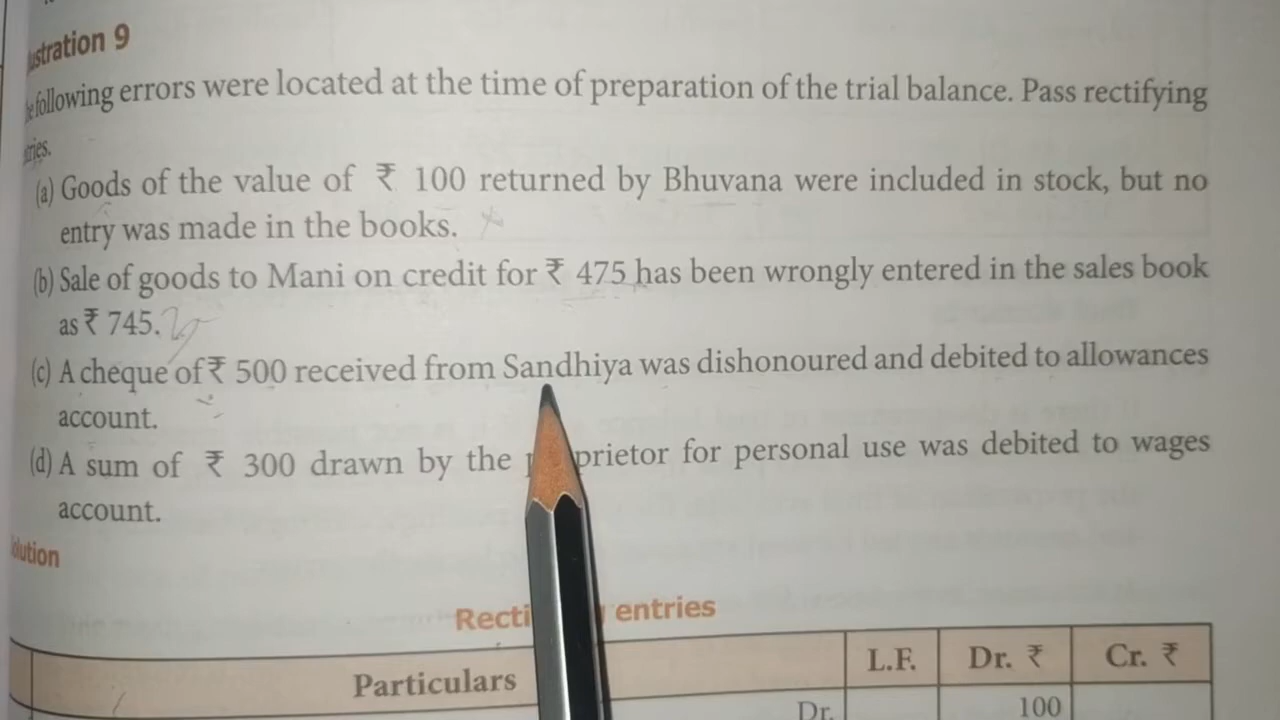 ustration 9
following errors were located at the time of preparation of the trial balance. Pass rectifying
tries.
(a) Goods of the value of ₹ 100 returned by Bhuvana were included in stock, but no
entry was made in the books.
(b) Sale of goods to Mani on credit for ₹ 475 has been wrongly entered in the sales book
as ₹ 745.
(c) A cheque of ₹ 500 received from Sandhiya was dishonoured and debited to allowances
account.
(d) A sum of ₹ 300 drawn by the prietor for personal use was debited to wages
account.
lution
Recti entries
Particulars L.F. Dr. ₹ Cr. ₹
Dr. 100